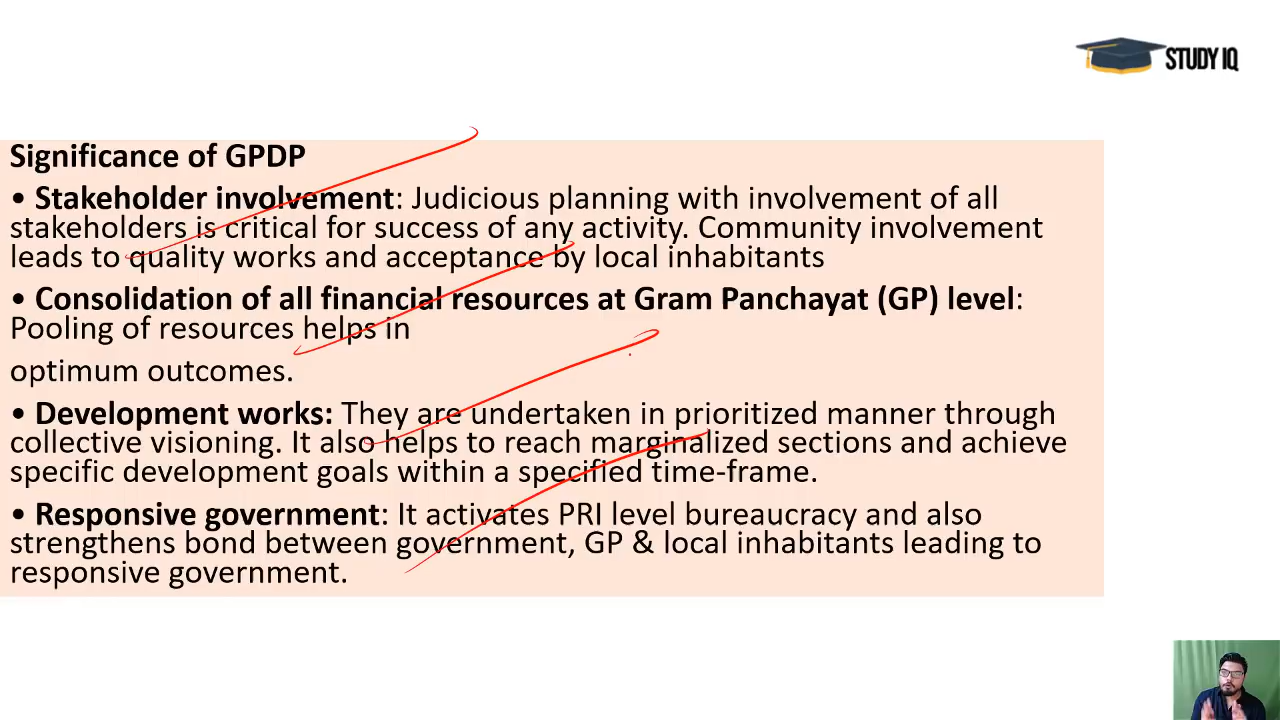 STUDY IQ
Significance of GPDP
• Stakeholder involvement: Judicious planning with involvement of all
stakeholders is critical for success of any activity. Community involvement
leads to quality works and acceptance by local inhabitants
• Consolidation of all financial resources at Gram Panchayat (GP) level:
Pooling of resources helps in
optimum outcomes.
• Development works: They are undertaken in prioritized manner through
collective visioning. It also helps to reach marginalized sections and achieve
specific development goals within a specified time-frame.
• Responsive government: It activates PRI level bureaucracy and also
strengthens bond between government, GP & local inhabitants leading to
responsive government.